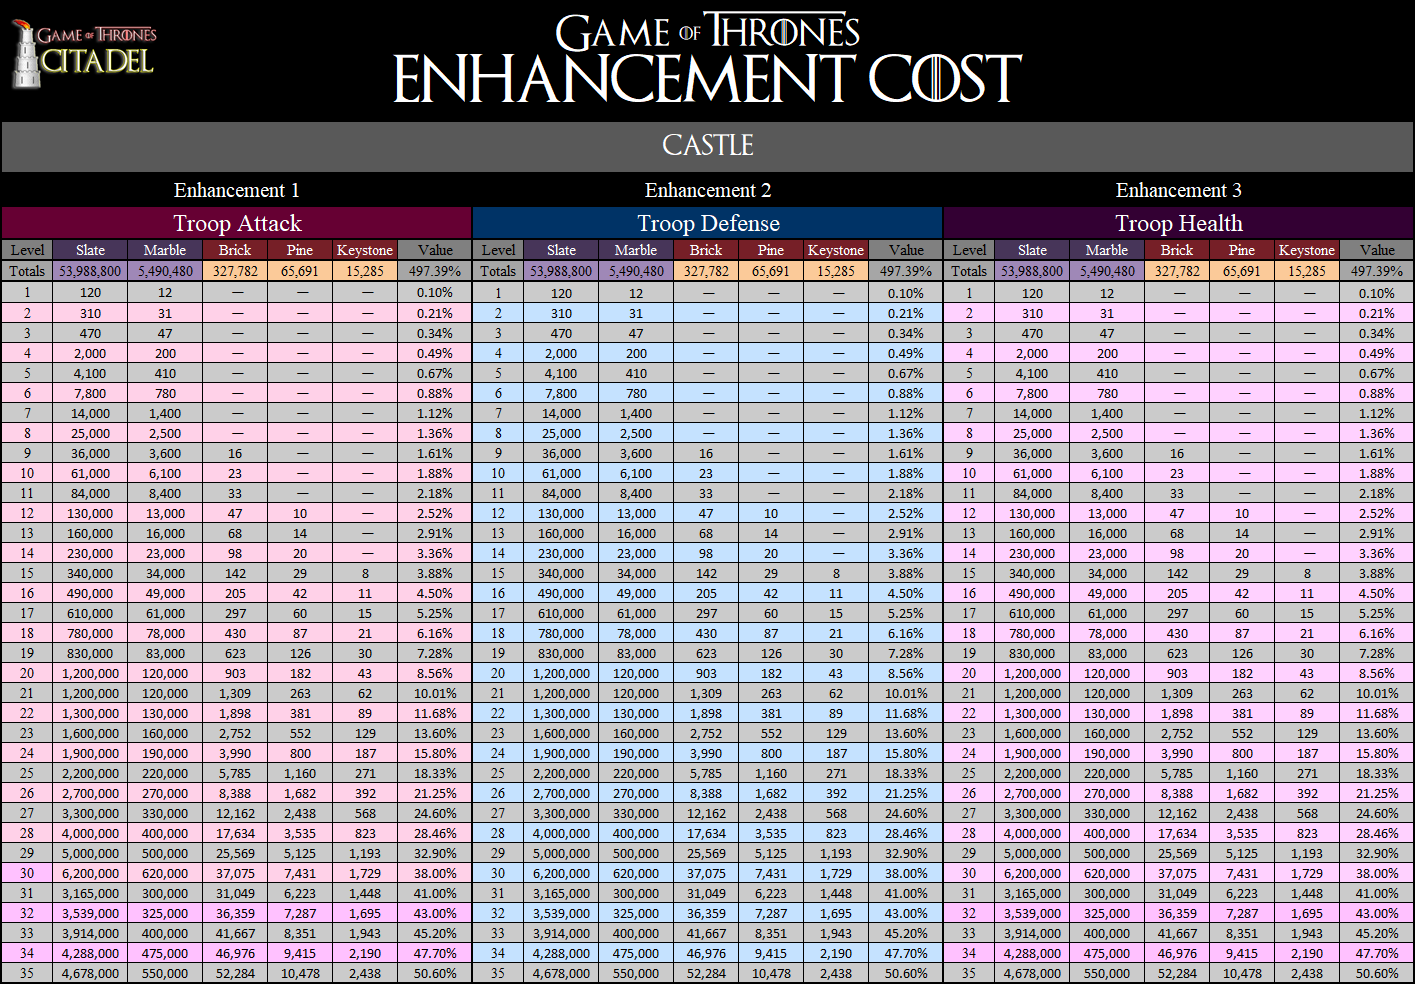 GAME OF THRONES
CITADEL
GAME OF THRONES
ENHANCEMENT COST
CASTLE
Enhancement 1 Enhancement 2 Enhancement 3
Troop Attack Troop Defense Troop Health
Level Slate Marble Brick Pine Keystone Value Level Slate Marble Brick Pine Keystone Value Level Slate Marble Brick Pine Keystone Value
Totals 53,988,800 5,490,480 327,782 65,691 15,285 497.39% Totals 53,988,800 5,490,480 327,782 65,691 15,285 497.39% Totals 53,988,800 5,490,480 327,782 65,691 15,285 497.39%
1 120 12 — — — 0.10% 1 120 12 — — — 0.10% 1 120 12 — — — 0.10%
2 310 31 — — — 0.21% 2 310 31 — — — 0.21% 2 310 31 — — — 0.21%
3 470 47 — — — 0.34% 3 470 47 — — — 0.34% 3 470 47 — — — 0.34%
4 2,000 200 — — — 0.49% 4 2,000 200 — — — 0.49% 4 2,000 200 — — — 0.49%
5 4,100 410 — — — 0.67% 5 4,100 410 — — — 0.67% 5 4,100 410 — — — 0.67%
6 7,800 780 — — — 0.88% 6 7,800 780 — — — 0.88% 6 7,800 780 — — — 0.88%
7 14,000 1,400 — — — 1.12% 7 14,000 1,400 — — — 1.12% 7 14,000 1,400 — — — 1.12%
8 25,000 2,500 — — — 1.36% 8 25,000 2,500 — — — 1.36% 8 25,000 2,500 — — — 1.36%
9 36,000 3,600 16 — — 1.61% 9 36,000 3,600 16 — — 1.61% 9 36,000 3,600 16 — — 1.61%
10 61,000 6,100 23 — — 1.88% 10 61,000 6,100 23 — — 1.88% 10 61,000 6,100 23 — — 1.88%
11 84,000 8,400 33 — — 2.18% 11 84,000 8,400 33 — — 2.18% 11 84,000 8,400 33 — — 2.18%
12 130,000 13,000 47 10 — 2.52% 12 130,000 13,000 47 10 — 2.52% 12 130,000 13,000 47 10 — 2.52%
13 160,000 16,000 68 14 — 2.91% 13 160,000 16,000 68 14 — 2.91% 13 160,000 16,000 68 14 — 2.91%
14 230,000 23,000 98 20 — 3.36% 14 230,000 23,000 98 20 — 3.36% 14 230,000 23,000 98 20 — 3.36%
15 340,000 34,000 142 29 8 3.88% 15 340,000 34,000 142 29 8 3.88% 15 340,000 34,000 142 29 8 3.88%
16 490,000 49,000 205 42 11 4.50% 16 490,000 49,000 205 42 11 4.50% 16 490,000 49,000 205 42 11 4.50%
17 610,000 61,000 297 60 15 5.25% 17 610,000 61,000 297 60 15 5.25% 17 610,000 61,000 297 60 15 5.25%
18 780,000 78,000 430 87 21 6.16% 18 780,000 78,000 430 87 21 6.16% 18 780,000 78,000 430 87 21 6.16%
19 830,000 83,000 623 126 30 7.28% 19 830,000 83,000 623 126 30 7.28% 19 830,000 83,000 623 126 30 7.28%
20 1,200,000 120,000 903 182 43 8.56% 20 1,200,000 120,000 903 182 43 8.56% 20 1,200,000 120,000 903 182 43 8.56%
21 1,200,000 120,000 1,309 263 62 10.01% 21 1,200,000 120,000 1,309 263 62 10.01% 21 1,200,000 120,000 1,309 263 62 10.01%
22 1,300,000 130,000 1,898 381 89 11.68% 22 1,300,000 130,000 1,898 381 89 11.68% 22 1,300,000 130,000 1,898 381 89 11.68%
23 1,600,000 160,000 2,752 552 129 13.60% 23 1,600,000 160,000 2,752 552 129 13.60% 23 1,600,000 160,000 2,752 552 129 13.60%
24 1,900,000 190,000 3,990 800 187 15.80% 24 1,900,000 190,000 3,990 800 187 15.80% 24 1,900,000 190,000 3,990 800 187 15.80%
25 2,200,000 220,000 5,785 1,160 271 18.33% 25 2,200,000 220,000 5,785 1,160 271 18.33% 25 2,200,000 220,000 5,785 1,160 271 18.33%
26 2,700,000 270,000 8,388 1,682 392 21.25% 26 2,700,000 270,000 8,388 1,682 392 21.25% 26 2,700,000 270,000 8,388 1,682 392 21.25%
27 3,300,000 330,000 12,162 2,438 568 24.60% 27 3,300,000 330,000 12,162 2,438 568 24.60% 27 3,300,000 330,000 12,162 2,438 568 24.60%
28 4,000,000 400,000 17,634 3,535 823 28.46% 28 4,000,000 400,000 17,634 3,535 823 28.46% 28 4,000,000 400,000 17,634 3,535 823 28.46%
29 5,000,000 500,000 25,569 5,125 1,193 32.90% 29 5,000,000 500,000 25,569 5,125 1,193 32.90% 29 5,000,000 500,000 25,569 5,125 1,193 32.90%
30 6,200,000 620,000 37,075 7,431 1,729 38.00% 30 6,200,000 620,000 37,075 7,431 1,729 38.00% 30 6,200,000 620,000 37,075 7,431 1,729 38.00%
31 3,165,000 300,000 31,049 6,223 1,448 41.00% 31 3,165,000 300,000 31,049 6,223 1,448 41.00% 31 3,165,000 300,000 31,049 6,223 1,448 41.00%
32 3,539,000 325,000 36,359 7,287 1,695 43.00% 32 3,539,000 325,000 36,359 7,287 1,695 43.00% 32 3,539,000 325,000 36,359 7,287 1,695 43.00%
33 3,914,000 400,000 41,667 8,351 1,943 45.20% 33 3,914,000 400,000 41,667 8,351 1,943 45.20% 33 3,914,000 400,000 41,667 8,351 1,943 45.20%
34 4,288,000 475,000 46,976 9,415 2,190 47.70% 34 4,288,000 475,000 46,976 9,415 2,190 47.70% 34 4,288,000 475,000 46,976 9,415 2,190 47.70%
35 4,678,000 550,000 52,284 10,478 2,438 50.60% 35 4,678,000 550,000 52,284 10,478 2,438 50.60% 35 4,678,000 550,000 52,284 10,478 2,438 50.60%